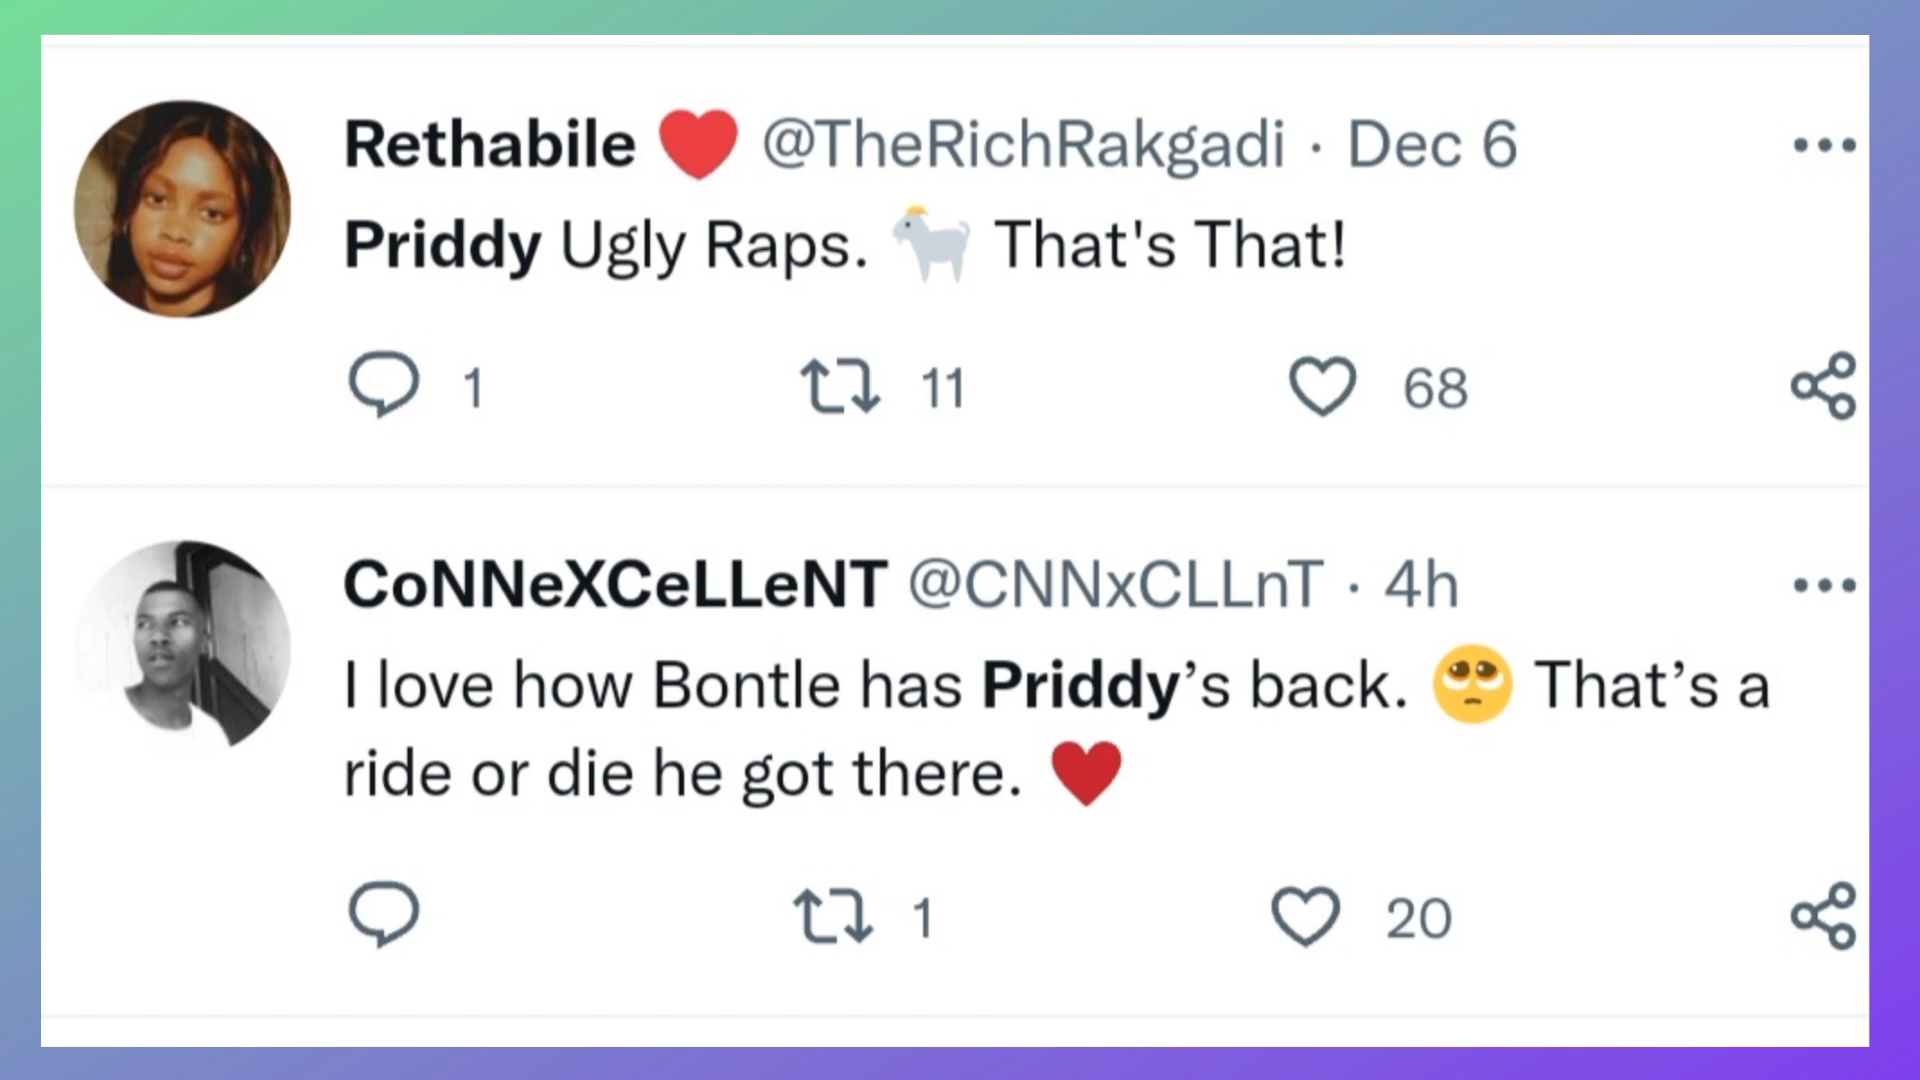 Rethabile ❤️ @TheRichRakgadi · Dec 6
Priddy Ugly Raps. 🐐 That's That!
1 11 68
CoNNeXCeLLeNT @CNNxCLLnT · 4h
I love how Bontle has Priddy’s back. 🥺 That’s a
ride or die he got there. ♥️
1 20